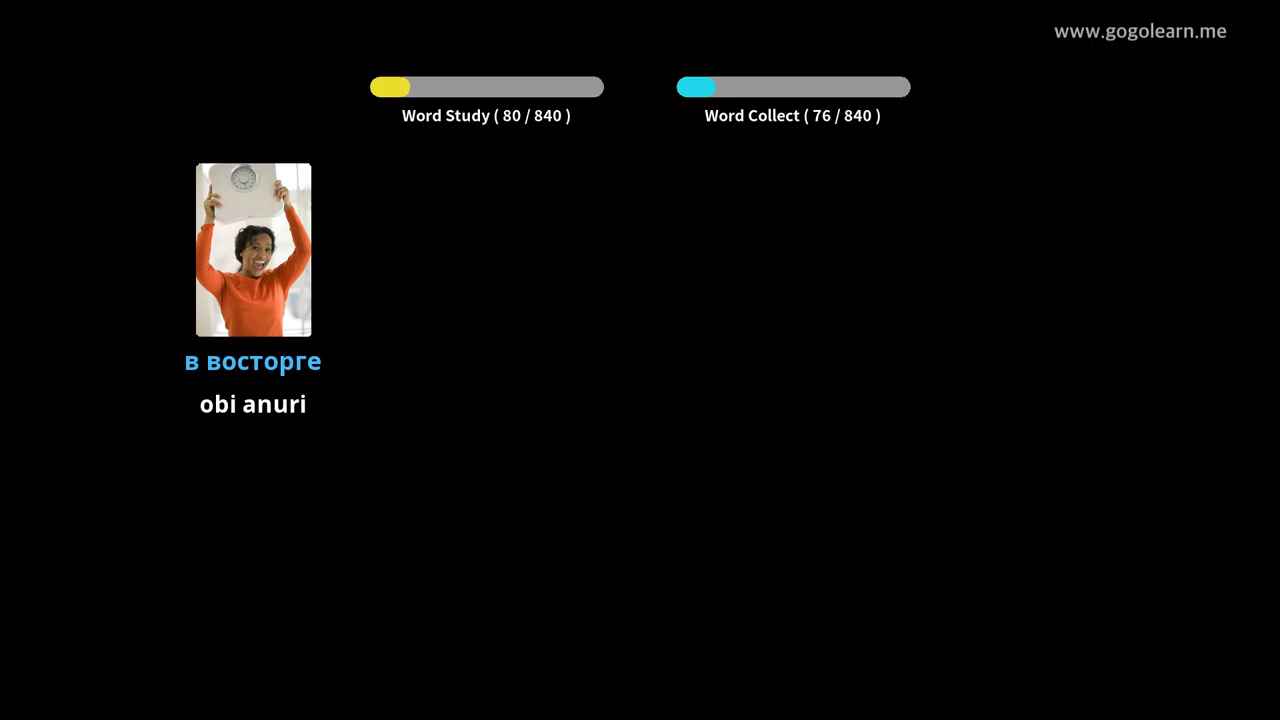 www.gogolearn.me
Word Study ( 80 / 840 )
Word Collect ( 76 / 840 )
в восторге
obi anuri